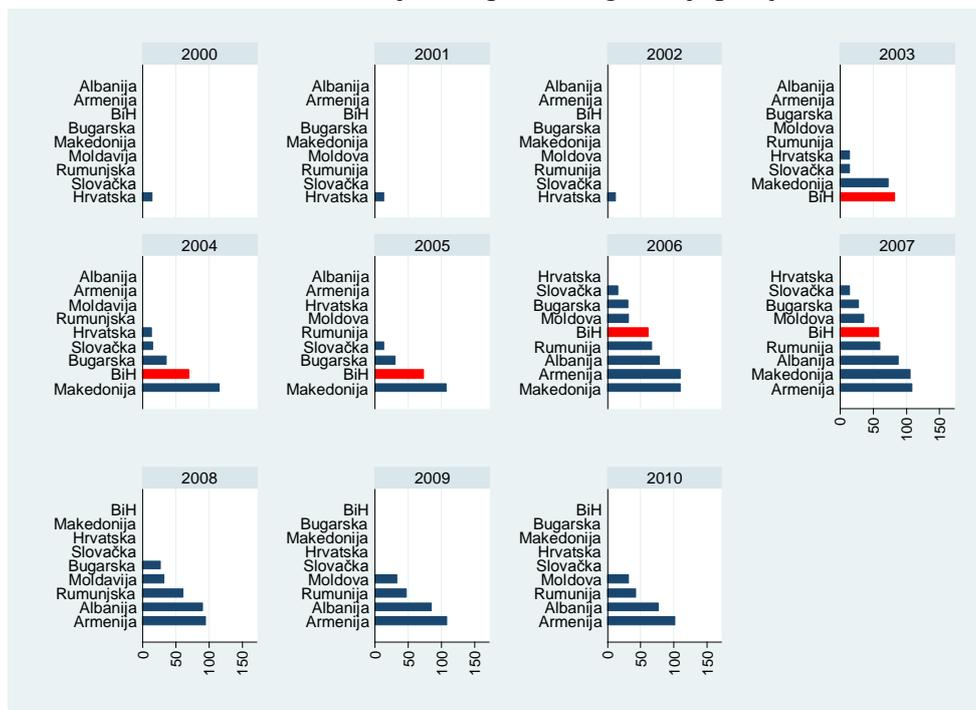 2000
Albanija
Armenija
BiH
Bugarska
Makedonija
Moldavija
Rumunjska
Slovačka
Hrvatska
2001
Albanija
Armenija
BiH
Bugarska
Makedonija
Moldova
Rumunija
Slovačka
Hrvatska
2002
Albanija
Armenija
BiH
Bugarska
Makedonija
Moldova
Rumunija
Slovačka
Hrvatska
2003
Albanija
Armenija
Bugarska
Moldova
Rumunija
Hrvatska
Slovačka
Makedonija
BiH
2004
Albanija
Armenija
Moldavija
Rumunjska
Hrvatska
Slovačka
Bugarska
BiH
Makedonija
2005
Albanija
Armenija
Hrvatska
Moldova
Rumunija
Slovačka
Bugarska
BiH
Makedonija
2006
Hrvatska
Slovačka
Bugarska
Moldova
BiH
Rumunija
Albanija
Armenija
Makedonija
2007
Hrvatska
Slovačka
Bugarska
Moldova
BiH
Rumunija
Albanija
Makedonija
Armenija
0 50 100 150
2008
BiH
Makedonija
Hrvatska
Slovačka
Bugarska
Moldavija
Rumunjska
Albanija
Armenija
0 50 100 150
2009
BiH
Bugarska
Makedonija
Hrvatska
Slovačka
Moldova
Rumunija
Albanija
Armenija
0 50 100 150
2010
BiH
Bugarska
Makedonija
Hrvatska
Slovačka
Moldova
Rumunija
Albanija
Armenija
0 50 100 150